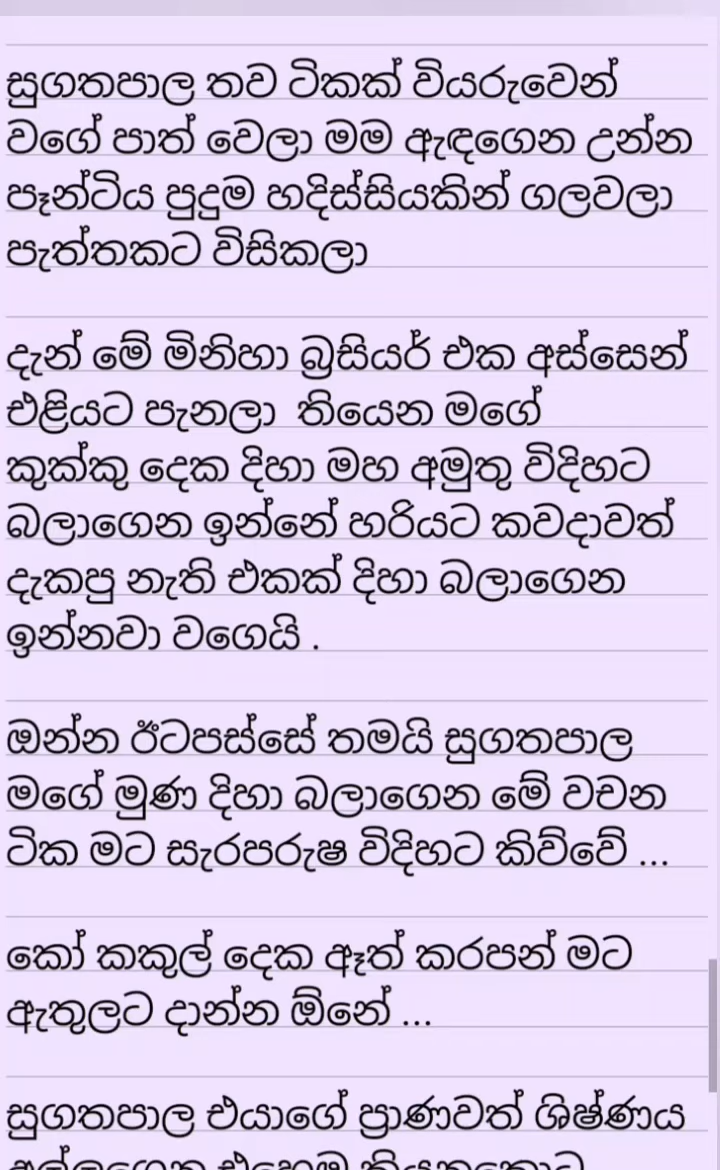 සුගතපාල තව ටිකක් වියරුවෙන්
වගේ පාත් වෙලා මම ඇඳගෙන උන්න
පෑන්ටිය පුදුම හදිස්සියකින් ගලවලා
පැත්තකට විසිකලා
දැන් මේ මිනිහා බ්‍රසියර් එක අස්සෙන්
එළියට පැනලා තියෙන මගේ
කුක්කු දෙක දිහා මහ අමුතු විදිහට
බලාගෙන ඉන්නේ හරියට කවදාවත්
දැකපු නැති එකක් දිහා බලාගෙන
ඉන්නවා වගෙයි .
ඔන්න ඊටපස්සේ තමයි සුගතපාල
මගේ මුණ දිහා බලාගෙන මේ වචන
ටික මට සැරපරුෂ විදිහට කිව්වේ ...
කෝ කකුල් දෙක ඈත් කරපන් මට
ඇතුලට දාන්න ඕනේ ...
සුගතපාල එයාගේ ප්‍රාණවත් ශිෂ්ණය